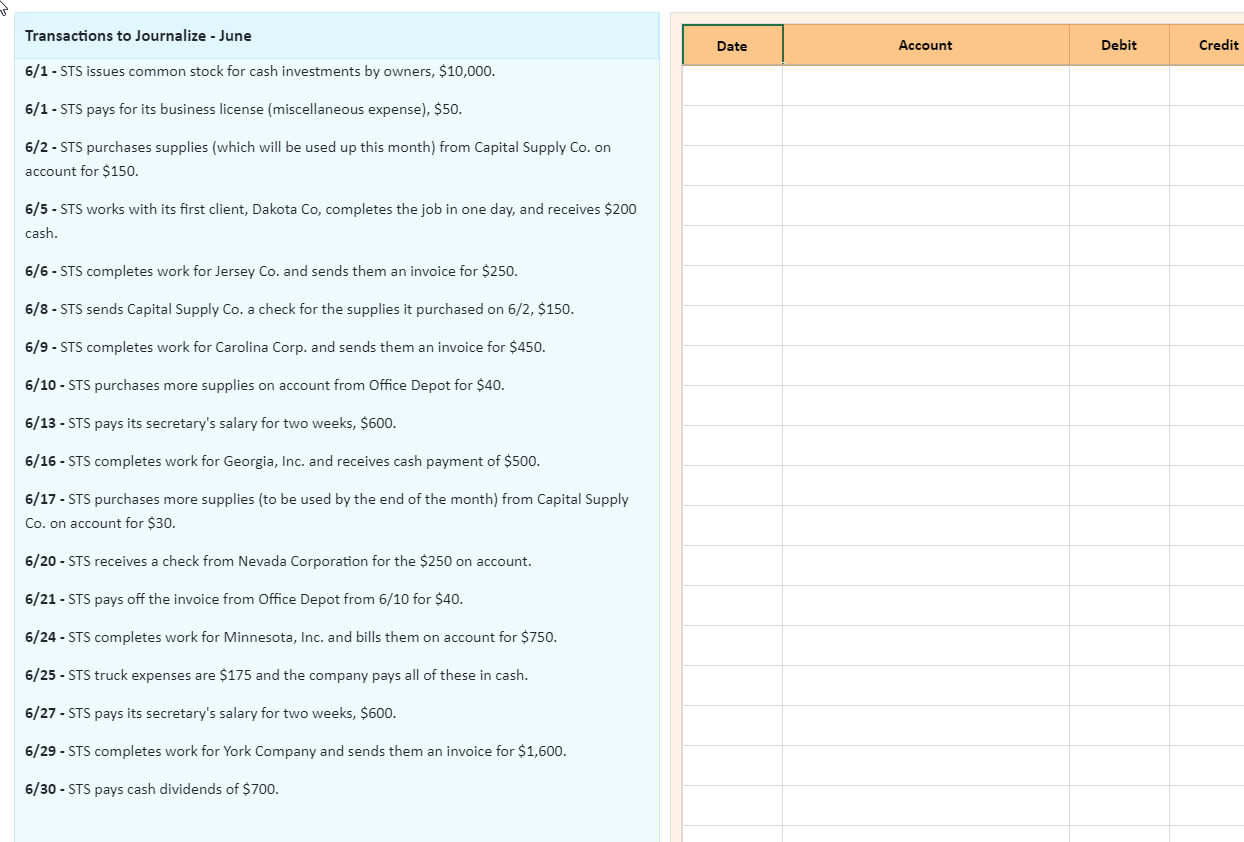 Transactions to Journalize - June
6/1 - STS issues common stock for cash investments by owners, $10,000.
6/1 - STS pays for its business license (miscellaneous expense), $50.
6/2 - STS purchases supplies (which will be used up this month) from Capital Supply Co. on
account for $150.
6/5 - STS works with its first client, Dakota Co, completes the job in one day, and receives $200
cash.
6/6 - STS completes work for Jersey Co. and sends them an invoice for $250.
6/8 - STS sends Capital Supply Co. a check for the supplies it purchased on 6/2, $150.
6/9 - STS completes work for Carolina Corp. and sends them an invoice for $450.
6/10 - STS purchases more supplies on account from Office Depot for $40.
6/13 - STS pays its secretary's salary for two weeks, $600.
6/16 - STS completes work for Georgia, Inc. and receives cash payment of $500.
6/17 - STS purchases more supplies (to be used by the end of the month) from Capital Supply
Co. on account for $30.
6/20 - STS receives a check from Nevada Corporation for the $250 on account.
6/21 - STS pays off the invoice from Office Depot from 6/10 for $40.
6/24 - STS completes work for Minnesota, Inc. and bills them on account for $750.
6/25 - STS truck expenses are $175 and the company pays all of these in cash.
6/27 - STS pays its secretary's salary for two weeks, $600.
6/29 - STS completes work for York Company and sends them an invoice for $1,600.
6/30 - STS pays cash dividends of $700.
Date Account Debit Credit